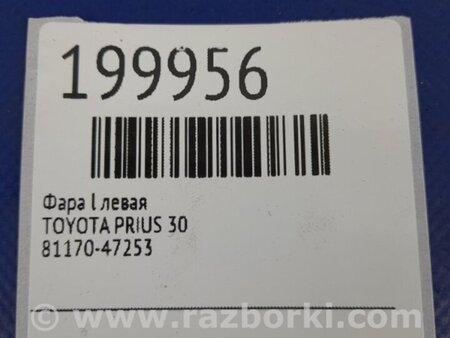 199956
Фара l левая
TOYOTA PRIUS 30
81170-47253
www.razborki.com